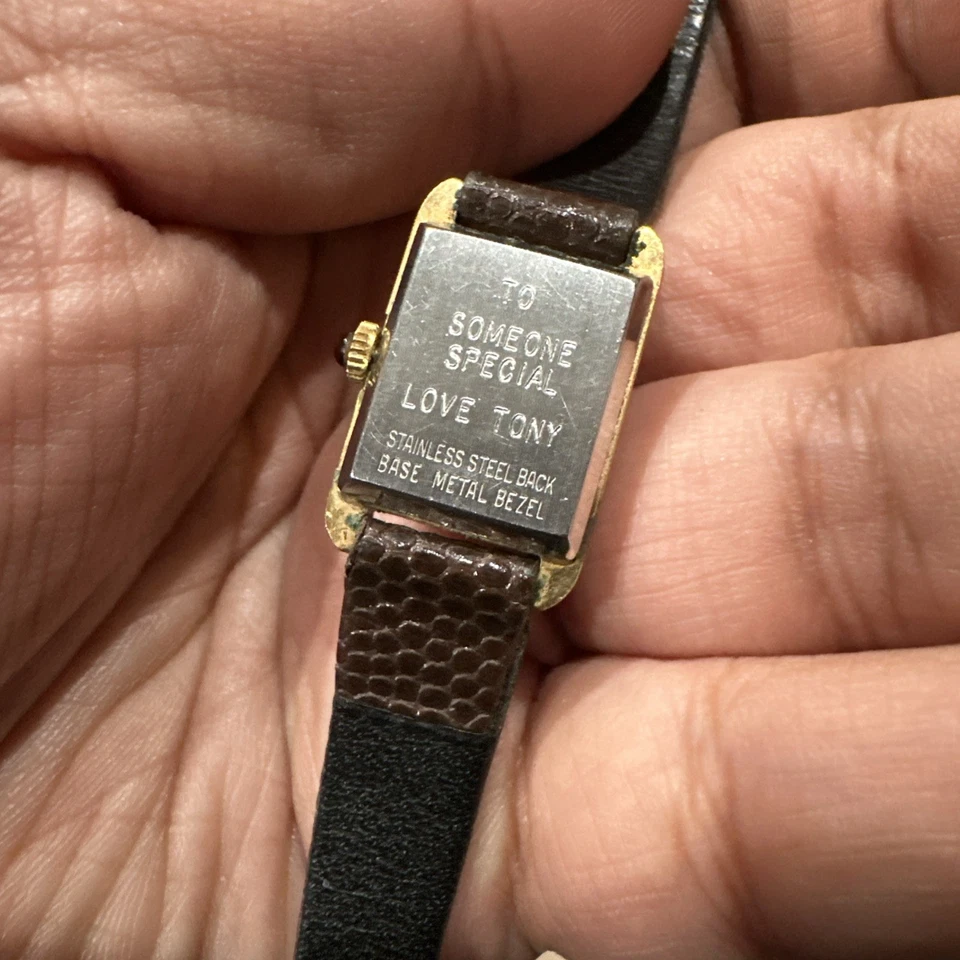 TO
SOMEONE
SPECIAL
LOVE TONY
STAINLESS STEEL BACK
BASE METAL BEZEL